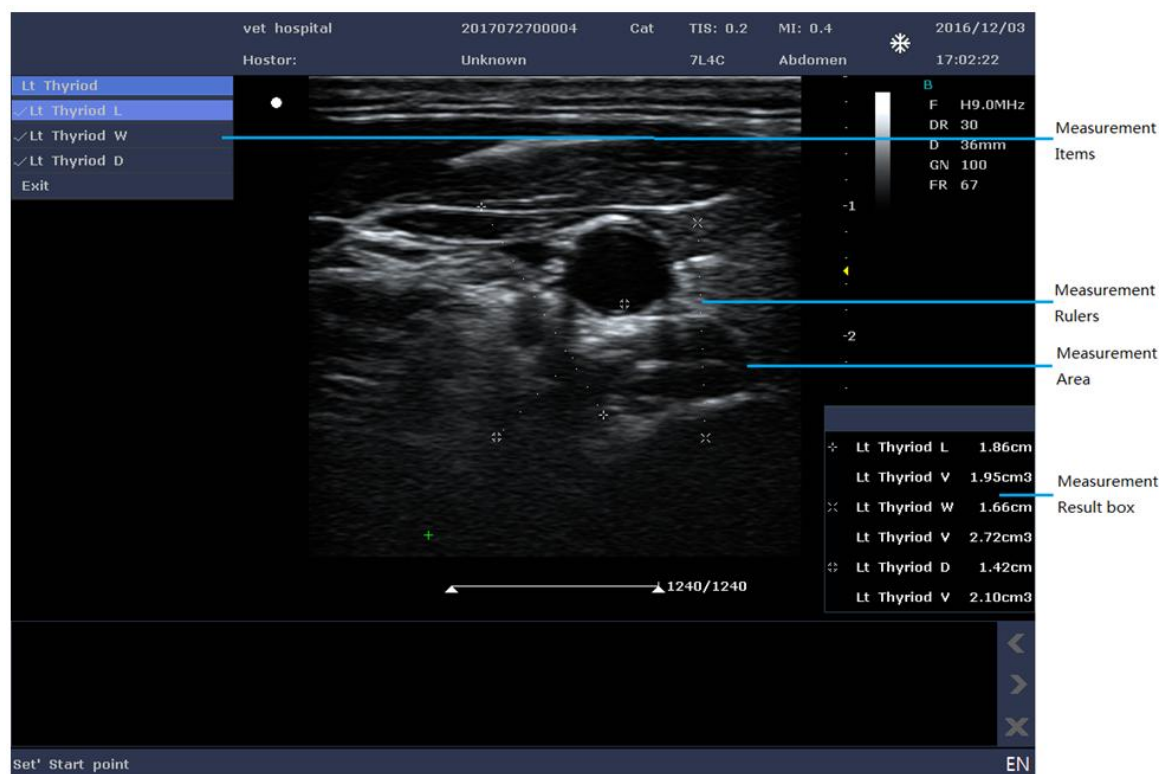 vet hospital 2017072700004 Cat TIS: 0.2 MI: 0.4 2016/12/03
Hostor: Unknown 7L4C Abdomen 17:02:22
Lt Thyriod
Lt Thyriod L
Lt Thyriod W
Lt Thyriod D
Exit
B
F H9.0MHz
DR 30
D 36mm
GN 100
FR 67
-1
-2
Measurement
Items
Measurement
Rulers
Measurement
Area
Lt Thyriod L 1.86cm
Lt Thyriod V 1.95cm3
Lt Thyriod W 1.66cm
Lt Thyriod V 2.72cm3
Lt Thyriod D 1.42cm
Lt Thyriod V 2.10cm3
Measurement
Result box
1240/1240
Set' Start point
EN